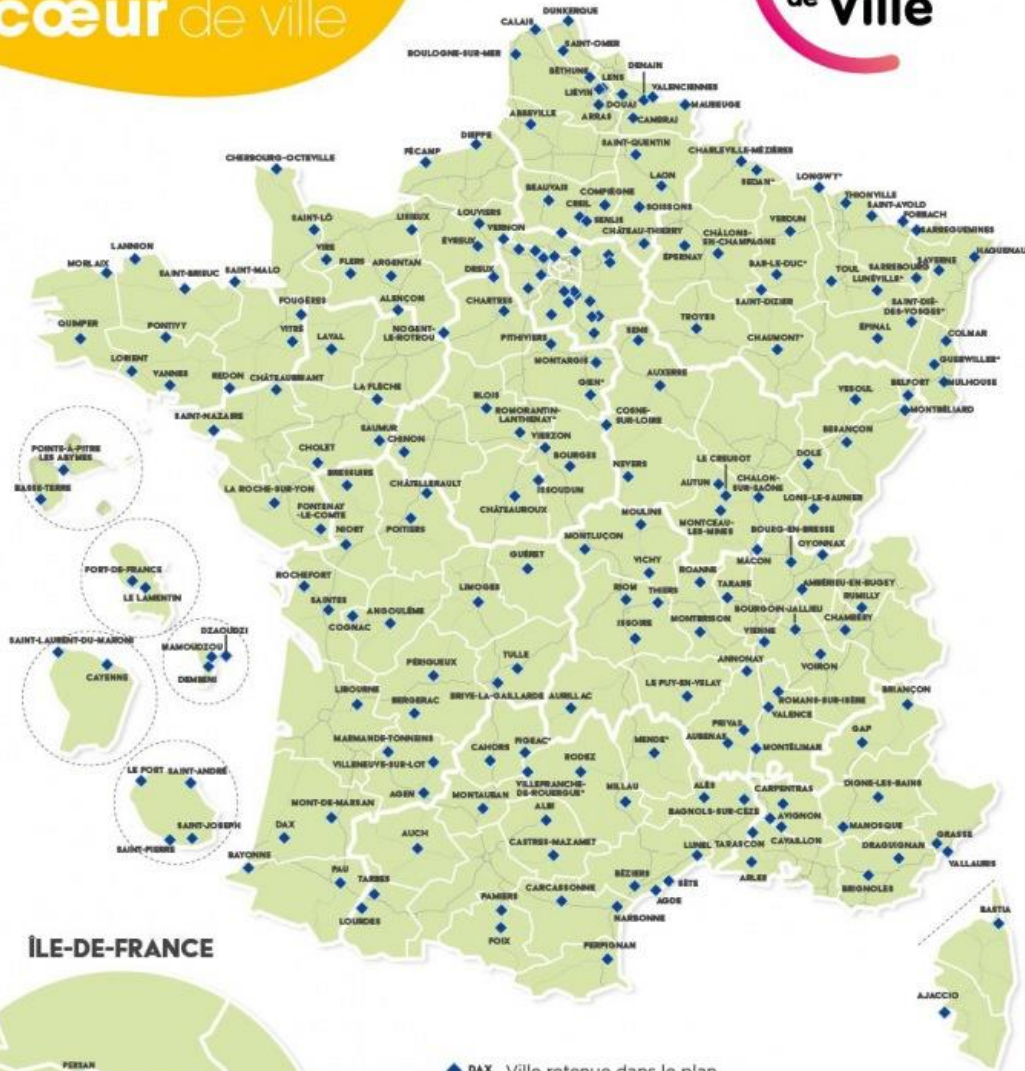 cœur de ville
de Ville
DUNKERQUE
CALAIS
SAINT-OMER
BOULOGNE-SUR-MER
DENAIN
BÉTHUNE
LENS
VALENCIENNES
LIÉVIN
DOUAI
MAUBEUGE
ABBEVILLE
ARRAS
CAMBRAI
DIEPPE
SAINT-QUENTIN
CHARLEVILLE-MÉZIÈRES
FÉCAMP
CHERBOURG-OCTEVILLE
LAON
SEDAN*
LONGWY*
BEAUVAIS
COMPIÈGNE
THIONVILLE
CREIL
SOISSONS
SAINT-AVOLD
SAINT-LÔ
LISIEUX
LOUVIERS
SENLIS
VERDUN
FORBACH
VERNON
CHÂTEAU-THIERRY
CHÂLONS-
EN-CHAMPAGNE
SARREGUEMINES
ÉVREUX
LANNION
VIRE
ÉPERNAY
HAGUENAU
MORLAIX
FLERS
ARGENTAN
DREUX
BAR-LE-DUC*
TOUL
SARREBOURG
SAVERNE
SAINT-BRIEUC
SAINT-MALO
LUNÉVILLE*
FOUGÈRES
ALENÇON
CHARTRES
SAINT-DIZIER
SAINT-DIÉ-
DES-VOSGES*
QUIMPER
PONTIVY
VITRÉ
LAVAL
NOGENT-
LE-ROTROU
PITHIVIERS
SENS
TROYES
CHAUMONT*
ÉPINAL
COLMAR
LORIENT
MONTARGIS
GUEBWILLER*
VANNES
REDON
CHÂTEAUBRIANT
LA FLÈCHE
GIEN*
AUXERRE
VESOUL
BELFORT
MULHOUSE
BLOIS
MONTBÉLIARD
SAINT-NAZAIRE
ROMORANTIN-
LANTHENAY*
COSNE-
SUR-LOIRE
SAUMUR
CHINON
VIERZON
BESANÇON
POINTE-À-PITRE
LES ABYMES
CHOLET
BOURGES
NEVERS
LE CREUSOT
DOLE
BASSE-TERRE
BRESSUIRE
CHÂTELLERAULT
ISSOUDUN
AUTUN
CHALON-
SUR-SAÔNE
LA ROCHE-SUR-YON
LONS-LE-SAUNIER
FONTENAY
-LE-COMTE
CHÂTEAUROUX
MOULINS
MONTCEAU-
LES-MINES
NIORT
POITIERS
BOURG-EN-BRESSE
MONTLUÇON
OYONNAX
GUÉRET
VICHY
MÂCON
FORT-DE-FRANCE
ROCHEFORT
ROANNE
LIMOGES
RIOM
THIERS
TARARE
AMBÉRIEU-EN-BUGEY
LE LAMENTIN
SAINTES
RUMILLY
ANGOULÊME
BOURGOIN-JALLIEU
COGNAC
ISSOIRE
MONTBRISON
VIENNE
CHAMBÉRY
DZAOUDZI
SAINT-LAURENT-DU-MARONI
MAMOUDZOU
TULLE
ANNONAY
VOIRON
CAYENNE
DEMBENI
PÉRIGUEUX
LE PUY-EN-VELAY
LIBOURNE
BERGERAC
BRIVE-LA-GAILLARDE
AURILLAC
ROMANS-SUR-ISÈRE
BRIANÇON
VALENCE
PRIVAS
GAP
MARMANDE-TONNEINS
CAHORS
FIGEAC*
MENDE*
AUBENAS
MONTÉLIMAR
RODEZ
LE PORT
SAINT-ANDRÉ
VILLENEUVE-SUR-LOT
VILLEFRANCHE-
DE-ROUERGUE*
MILLAU
ALÈS
CARPENTRAS
DIGNE-LES-BAINS
AGEN
MONTAUBAN
MONT-DE-MARSAN
ALBI
BAGNOLS-SUR-CÈZE
AVIGNON
SAINT-JOSEPH
DAX
AUCH
CASTRES-MAZAMET
MANOSQUE
GRASSE
LUNEL
TARASCON
CAVAILLON
DRAGUIGNAN
SAINT-PIERRE
VALLAURIS
BAYONNE
PAU
TARBES
BÉZIERS
SÈTE
ARLES
PAMIERS
CARCASSONNE
AGDE
BRIGNOLES
LOURDES
NARBONNE
BASTIA
FOIX
PERPIGNAN
ÎLE-DE-FRANCE
AJACCIO
PERSAN
DAX Ville retenue dans le plan